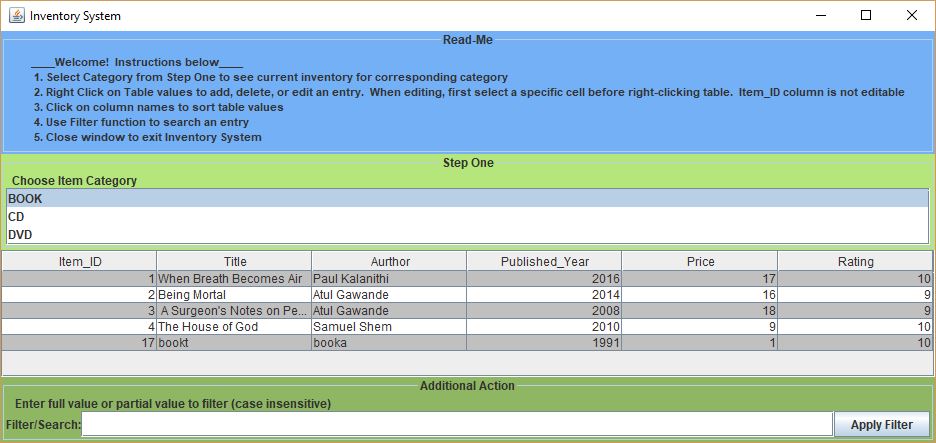 Inventory System
Read-Me
____Welcome!  Instructions below____
1. Select Category from Step One to see current inventory for corresponding category
2. Right Click on Table values to add, delete, or edit an entry.  When editing, first select a specific cell before right-clicking table.  Item_ID column is not editable
3. Click on column names to sort table values
4. Use Filter function to search an entry
5. Close window to exit Inventory System
Step One
Choose Item Category
BOOK
CD
DVD
Item_ID Title Aurthor Published_Year Price Rating
1 When Breath Becomes Air Paul Kalanithi 2016 17 10
2 Being Mortal Atul Gawande 2014 16 9
3 A Surgeon's Notes on Pe... Atul Gawande 2008 18 9
4 The House of God Samuel Shem 2010 9 10
17 bookt booka 1991 1 10
Additional Action
Enter full value or partial value to filter (case insensitive)
Filter/Search: Apply Filter